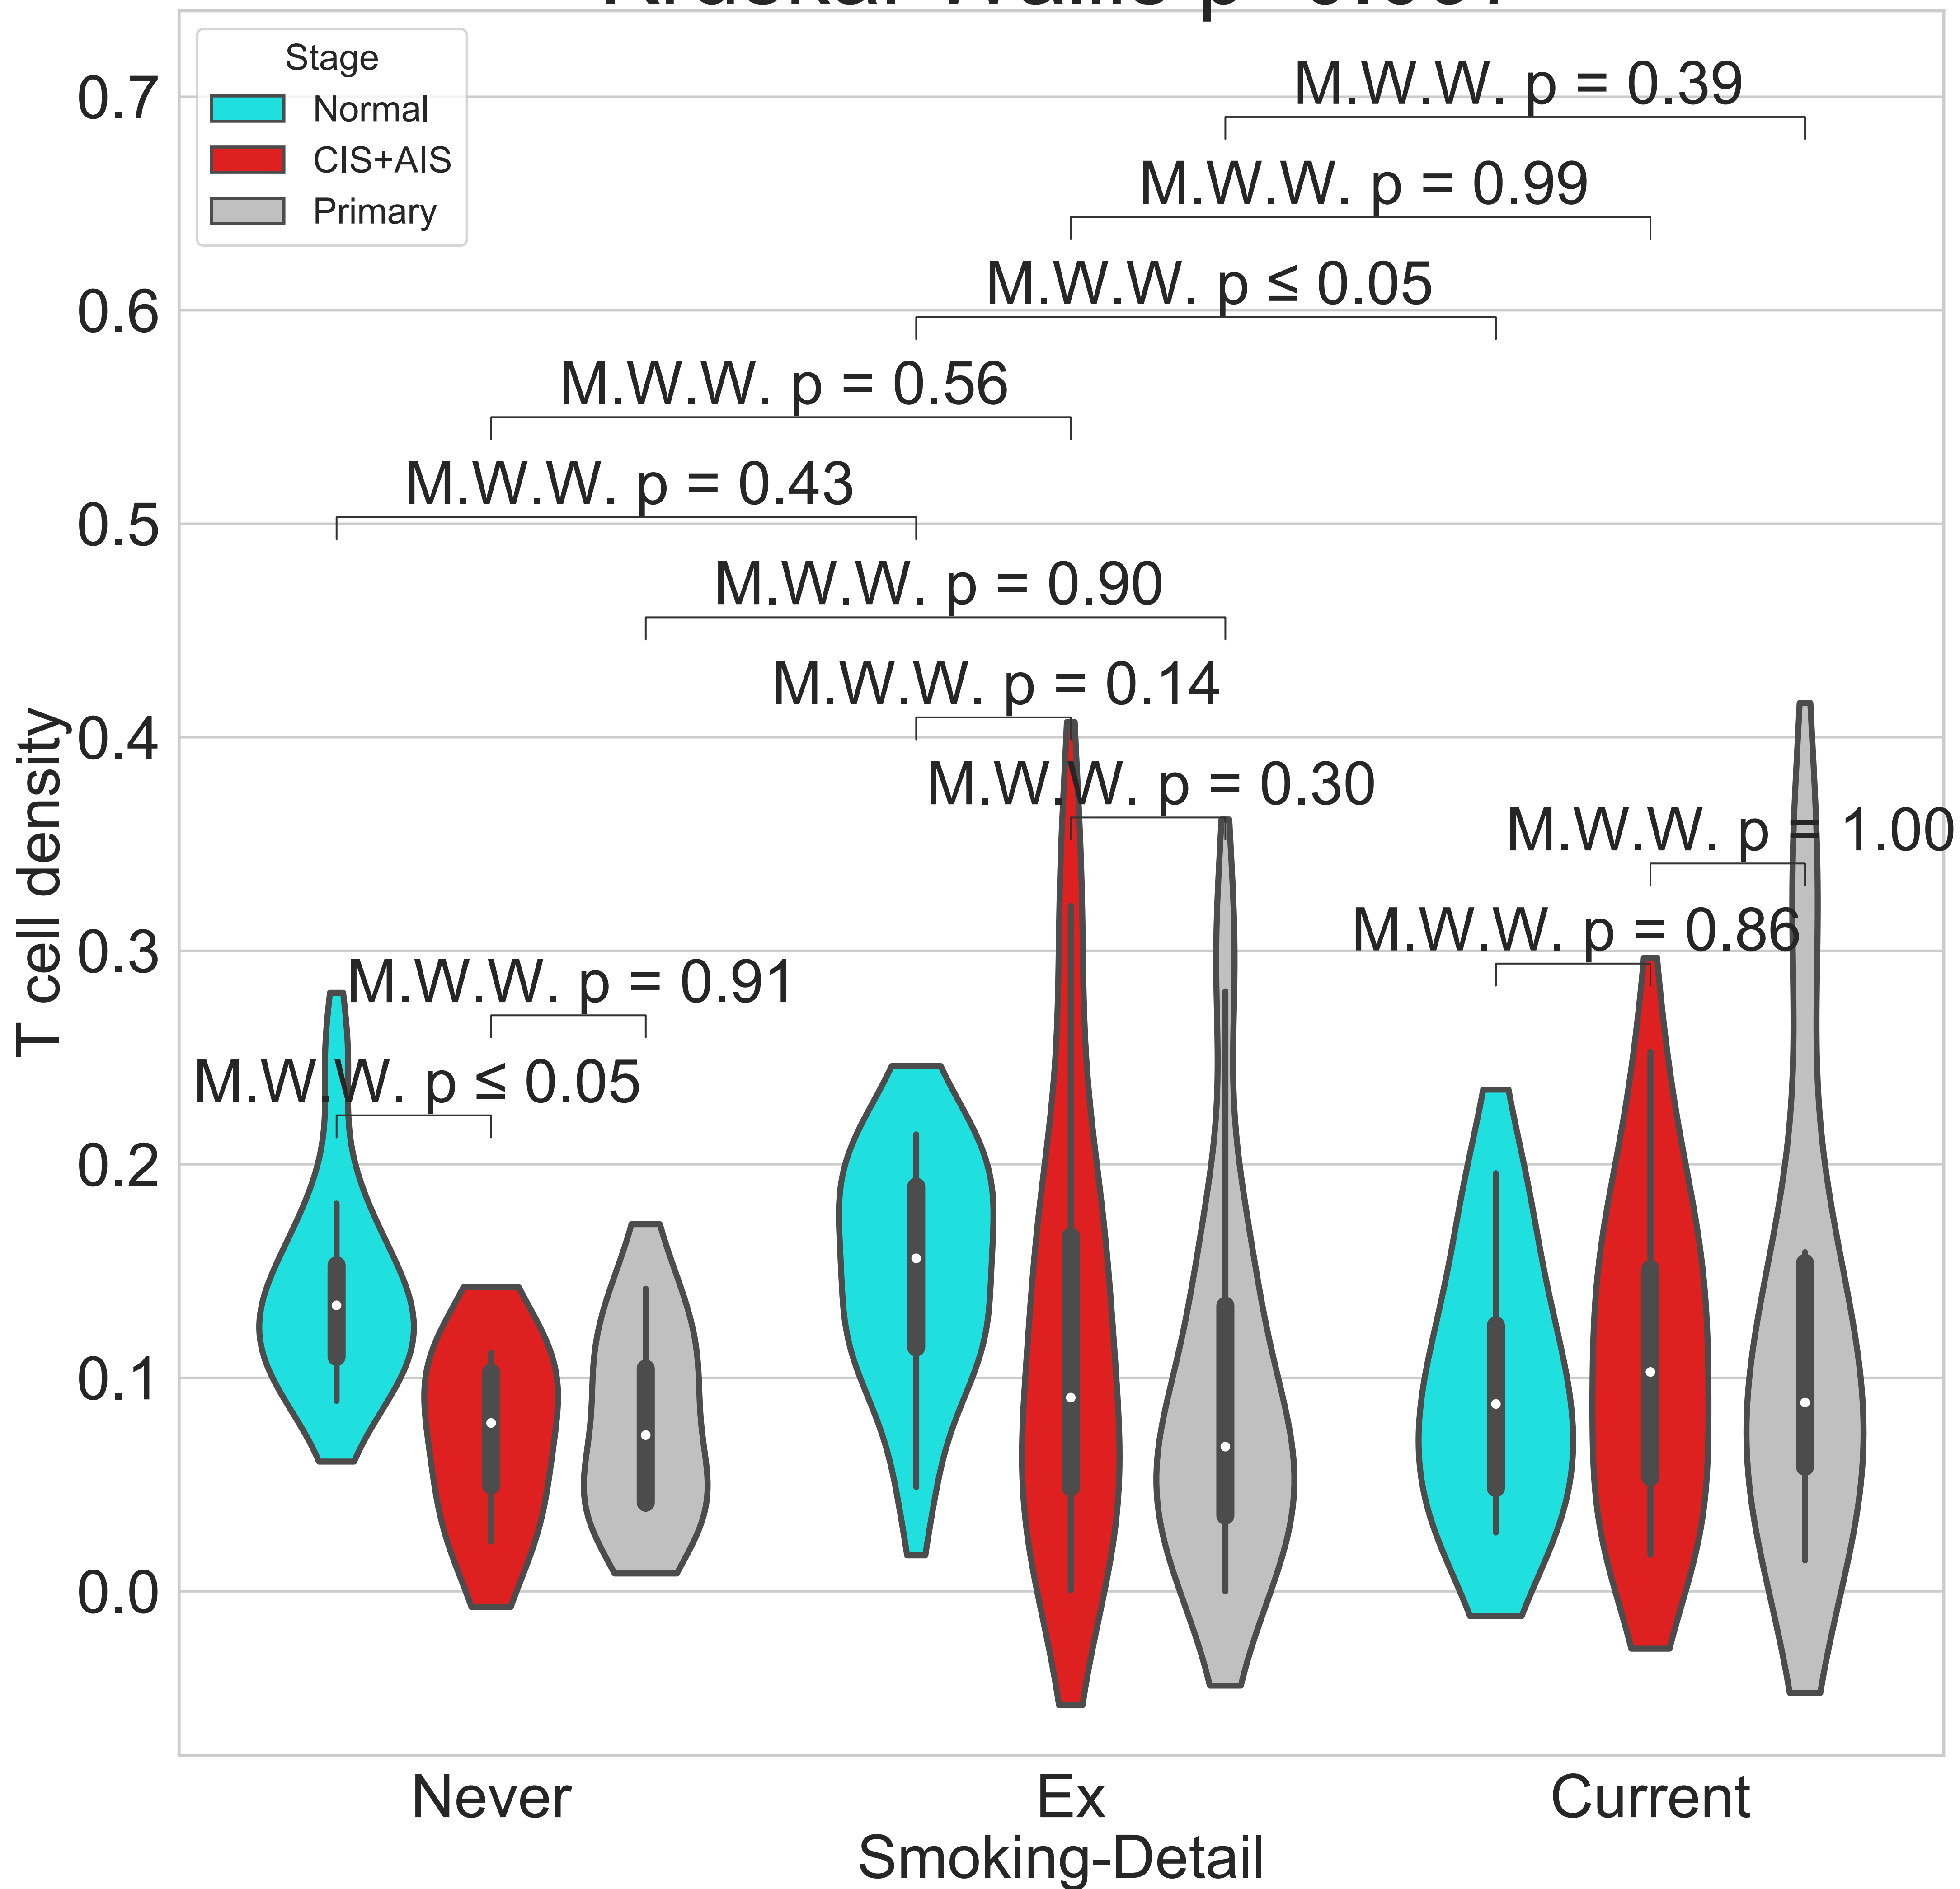 Stage
Normal
CIS+AIS
Primary
M.W.W. p = 0.39
M.W.W. p = 0.99
M.W.W. p ≤ 0.05
M.W.W. p = 0.56
M.W.W. p = 0.43
M.W.W. p = 0.90
M.W.W. p = 0.14
M.W.W. p = 0.30
M.W.W. p = 1.00
M.W.W. p = 0.86
M.W.W. p = 0.91
M.W.W. p ≤ 0.05
0.7
0.6
0.5
0.4
0.3
0.2
0.1
0.0
T cell density
Never
Ex
Current
Smoking-Detail